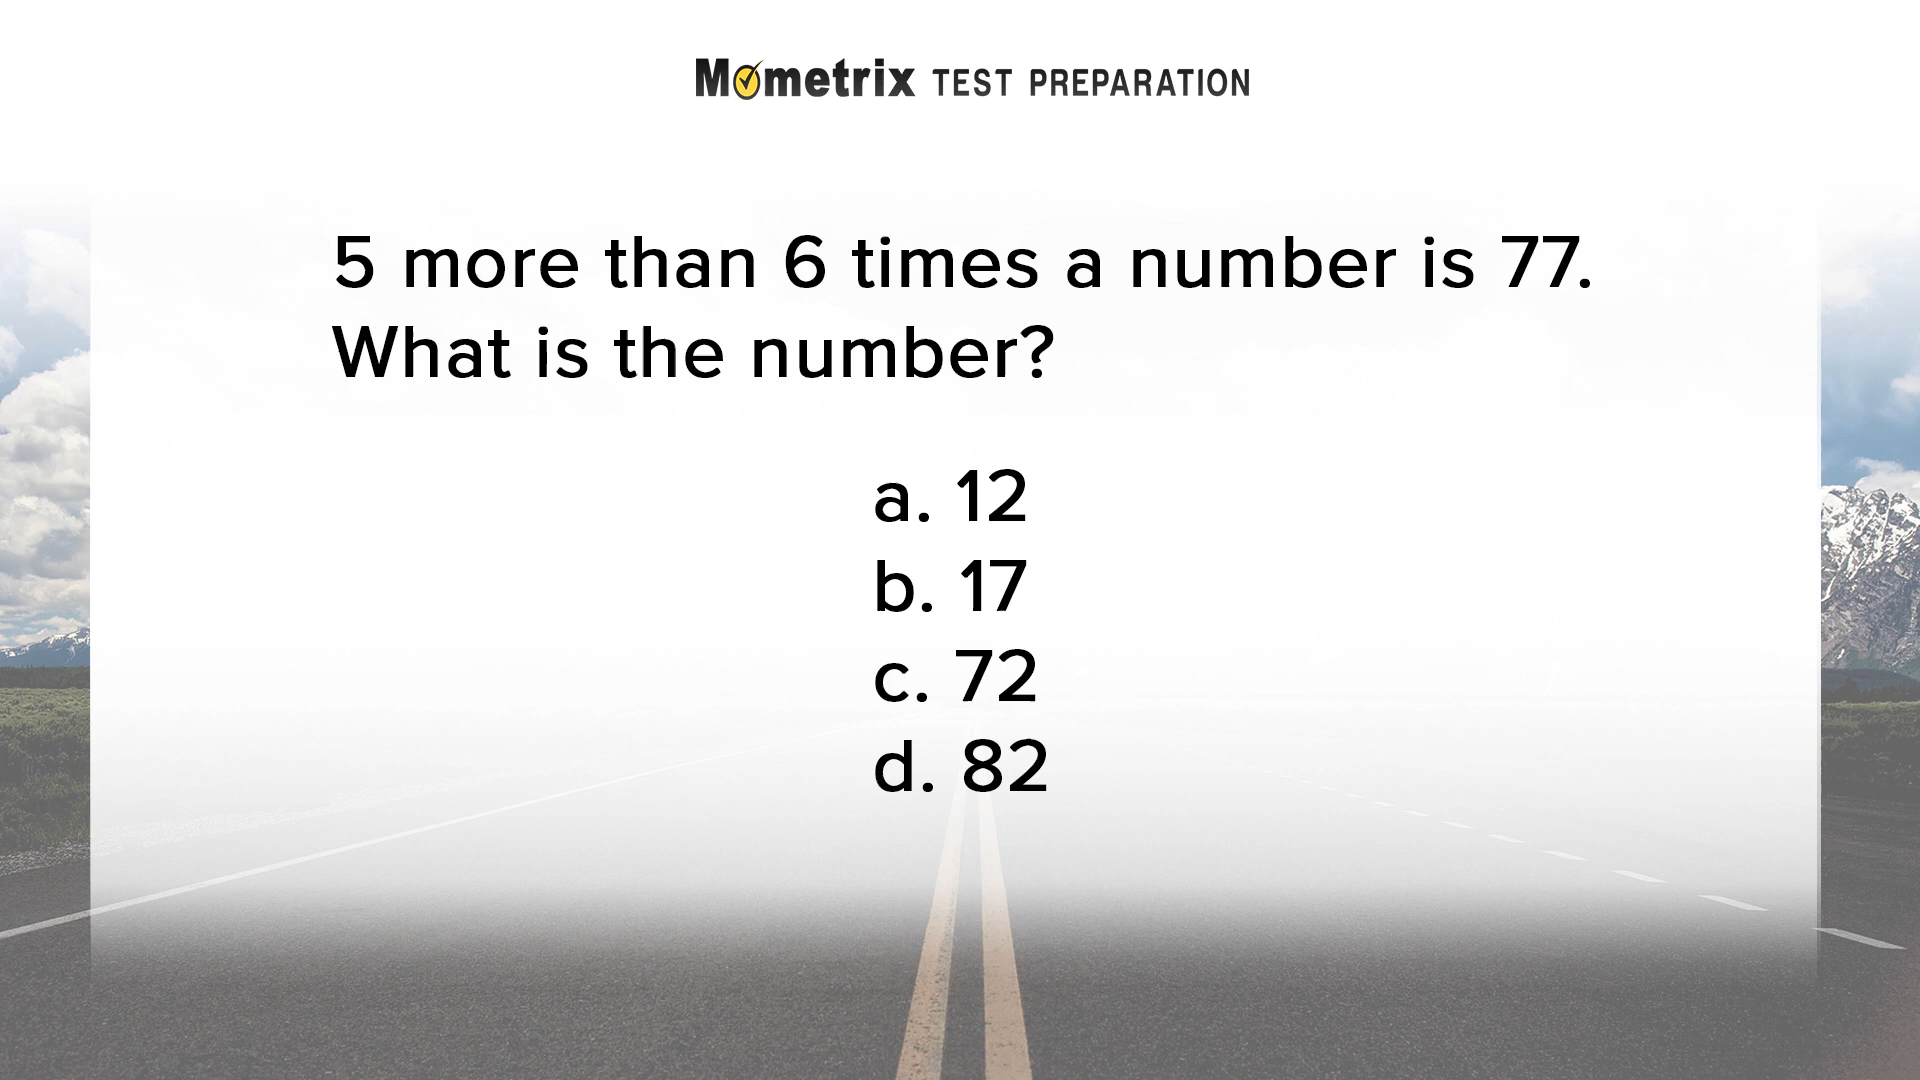 Mometrix TEST PREPARATION
5 more than 6 times a number is 77.
What is the number?
a. 12
b. 17
c. 72
d. 82